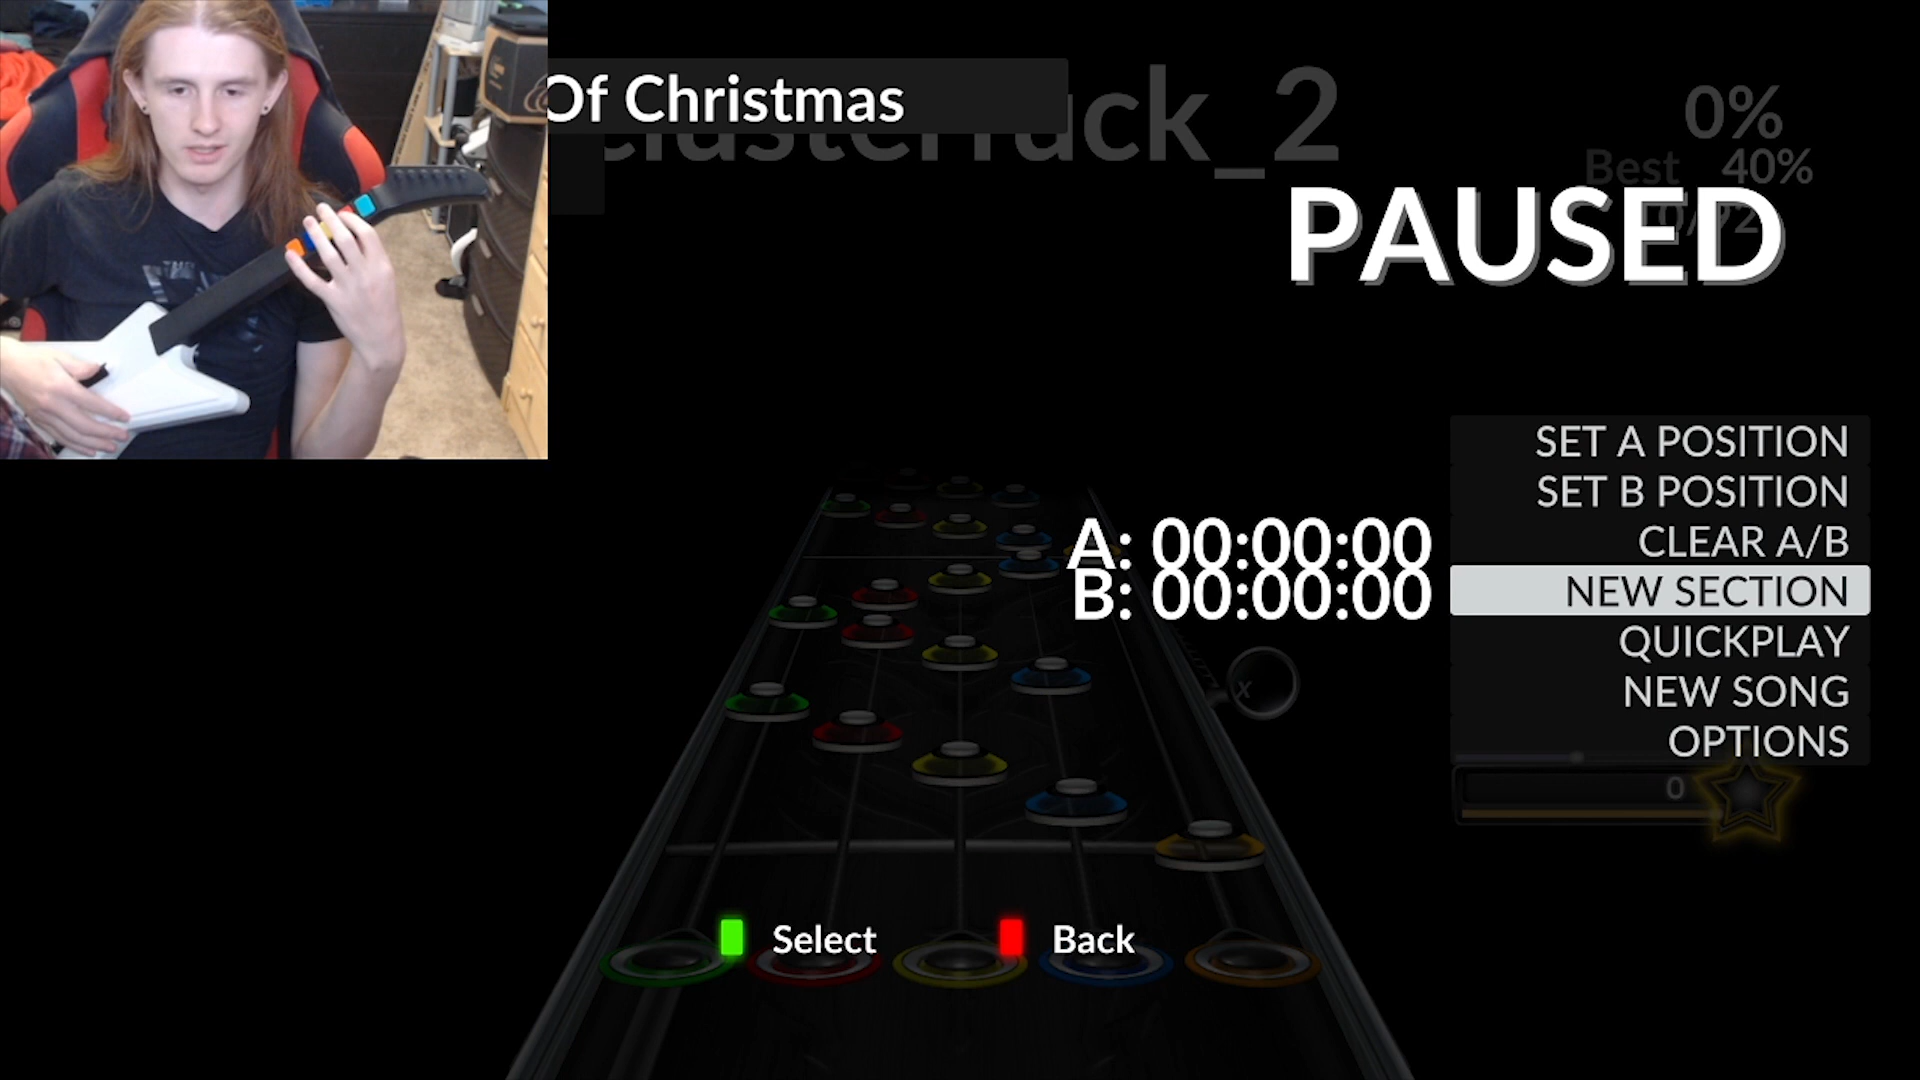 Of Christmas
0%
Best 40%
PAUSED
SET A POSITION
SET B POSITION
A: 00:00:00
CLEAR A/B
B: 00:00:00
NEW SECTION
QUICKPLAY
NEW SONG
OPTIONS
0
Select
Back